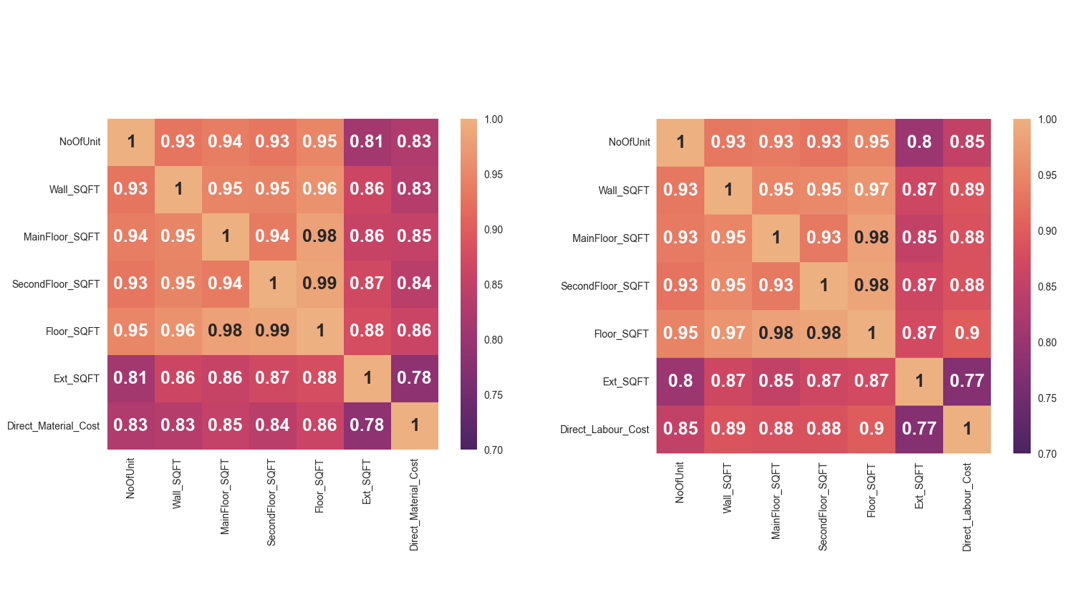 NoOfUnit 1 0.93 0.94 0.93 0.95 0.81 0.83
Wall_SQFT 0.93 1 0.95 0.95 0.96 0.86 0.83
MainFloor_SQFT 0.94 0.95 1 0.94 0.98 0.86 0.85
SecondFloor_SQFT 0.93 0.95 0.94 1 0.99 0.87 0.84
Floor_SQFT 0.95 0.96 0.98 0.99 1 0.88 0.86
Ext_SQFT 0.81 0.86 0.86 0.87 0.88 1 0.78
Direct_Material_Cost 0.83 0.83 0.85 0.84 0.86 0.78 1
NoOfUnit
Wall_SQFT
MainFloor_SQFT
SecondFloor_SQFT
Floor_SQFT
Ext_SQFT
Direct_Material_Cost
1.00
0.95
0.90
0.85
0.80
0.75
0.70
NoOfUnit 1 0.93 0.93 0.93 0.95 0.8 0.85
Wall_SQFT 0.93 1 0.95 0.95 0.97 0.87 0.89
MainFloor_SQFT 0.93 0.95 1 0.93 0.98 0.85 0.88
SecondFloor_SQFT 0.93 0.95 0.93 1 0.98 0.87 0.88
Floor_SQFT 0.95 0.97 0.98 0.98 1 0.87 0.9
Ext_SQFT 0.8 0.87 0.85 0.87 0.87 1 0.77
Direct_Labour_Cost 0.85 0.89 0.88 0.88 0.9 0.77 1
NoOfUnit
Wall_SQFT
MainFloor_SQFT
SecondFloor_SQFT
Floor_SQFT
Ext_SQFT
Direct_Labour_Cost
1.00
0.95
0.90
0.85
0.80
0.75
0.70